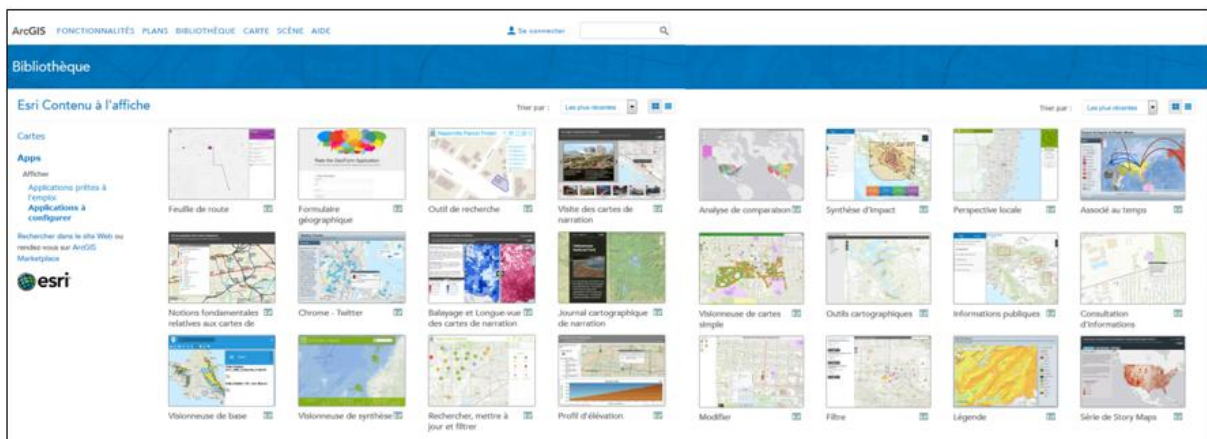 ArcGIS FONCTIONNALITÉS PLANS BIBLIOTHÈQUE CARTE SCÈNE AIDE Se connecter
Bibliothèque
Esri Contenu à l'affiche
Trier par : Les plus récentes
Trier par : Les plus récentes
Cartes
Apps
Afficher
Applications prêtes à
l'emploi
Applications à
configurer
Rechercher dans le site Web ou
rendez-vous sur ArcGIS
Marketplace
esri
Feuille de route
Formulaire
géographique
Outil de recherche
Visite des cartes de
narration
Analyse de comparaison
Synthèse d'impact
Perspective locale
Associé au temps
Notions fondamentales
relatives aux cartes de
Chrome - Twitter
Balayage et Longue-vue
des cartes de narration
Journal cartographique
de narration
Visionneuse de cartes
simple
Outils cartographiques
Informations publiques
Consultation
d'Informations
Visionneuse de base
Visionneuse de synthèse
Rechercher, mettre à
jour et filtrer
Profil d'élévation
Modifier
Filtre
Légende
Série de Story Maps